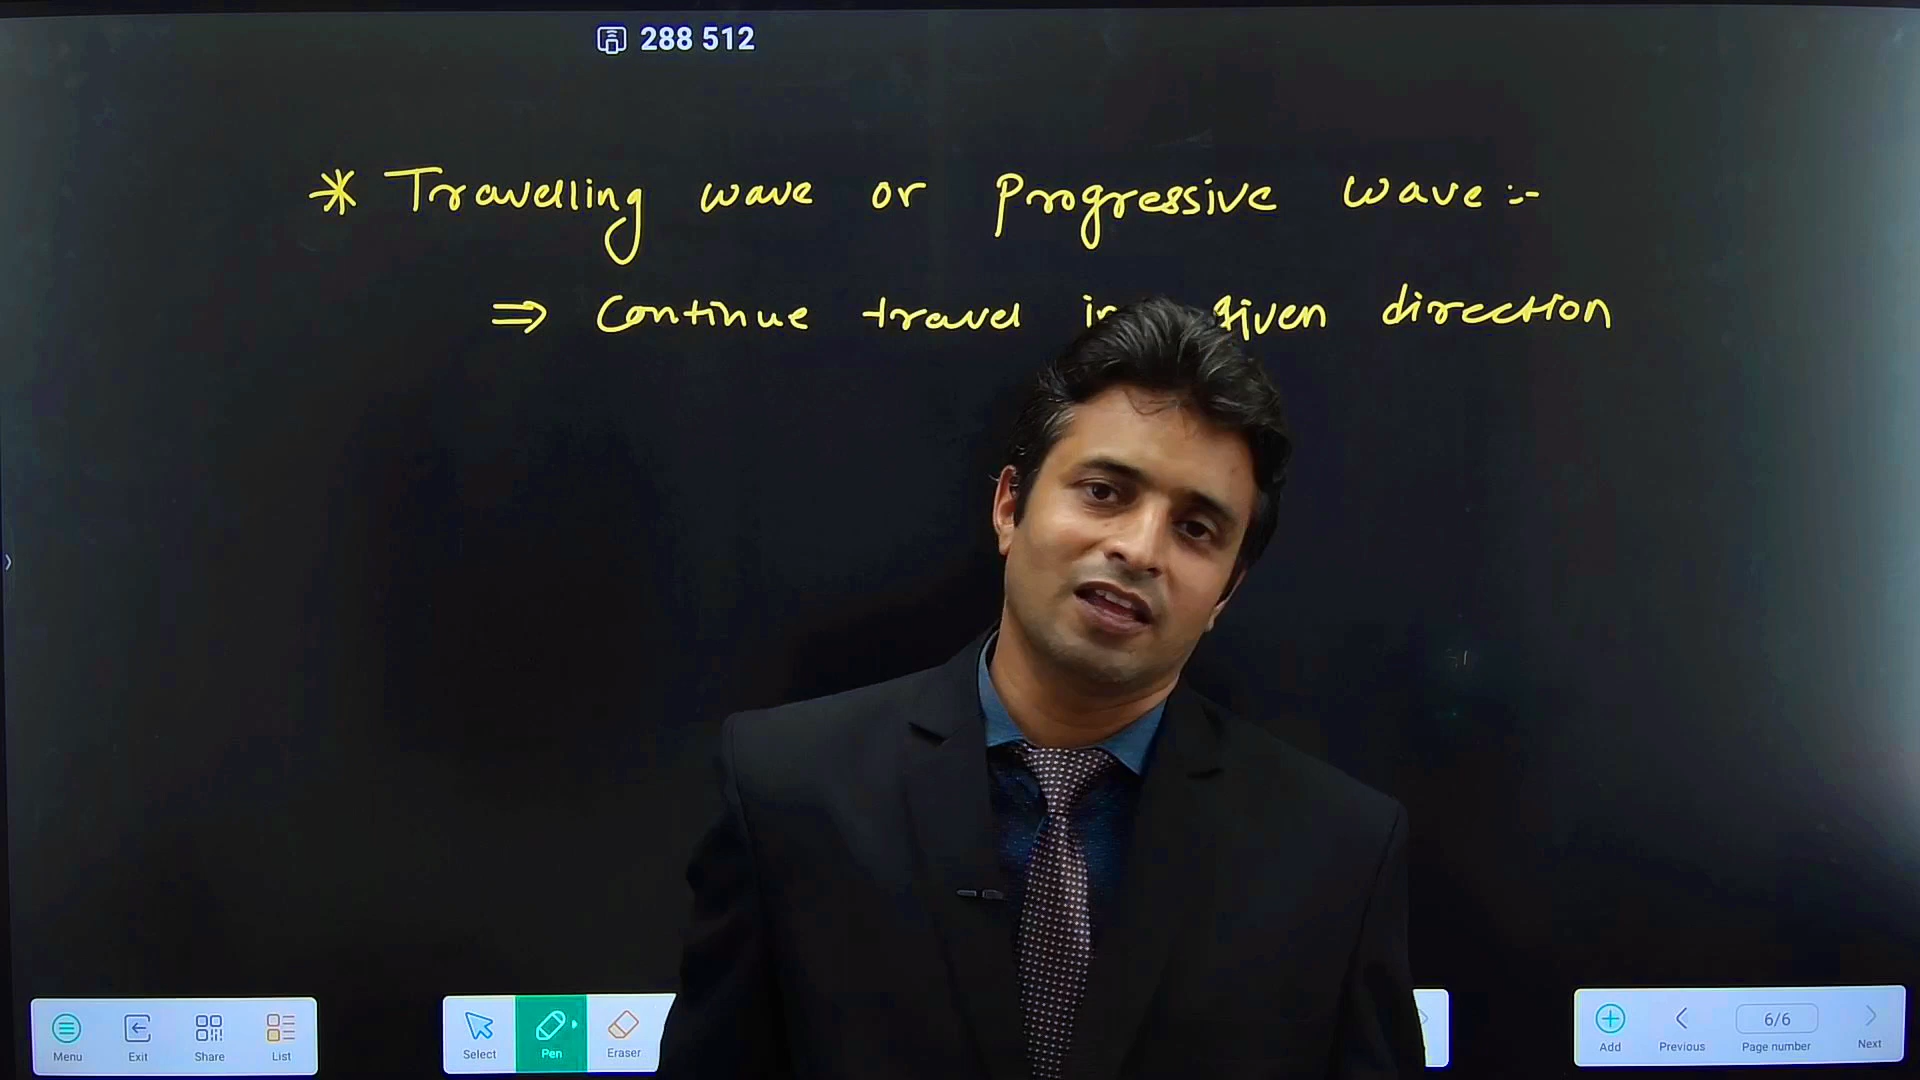 288 512
* Travelling wave or Progressive wave :-
⇒ Continue travel in given direction
Menu Exit Share List
Select Pen Eraser
Add Previous 6/6 Page number Next